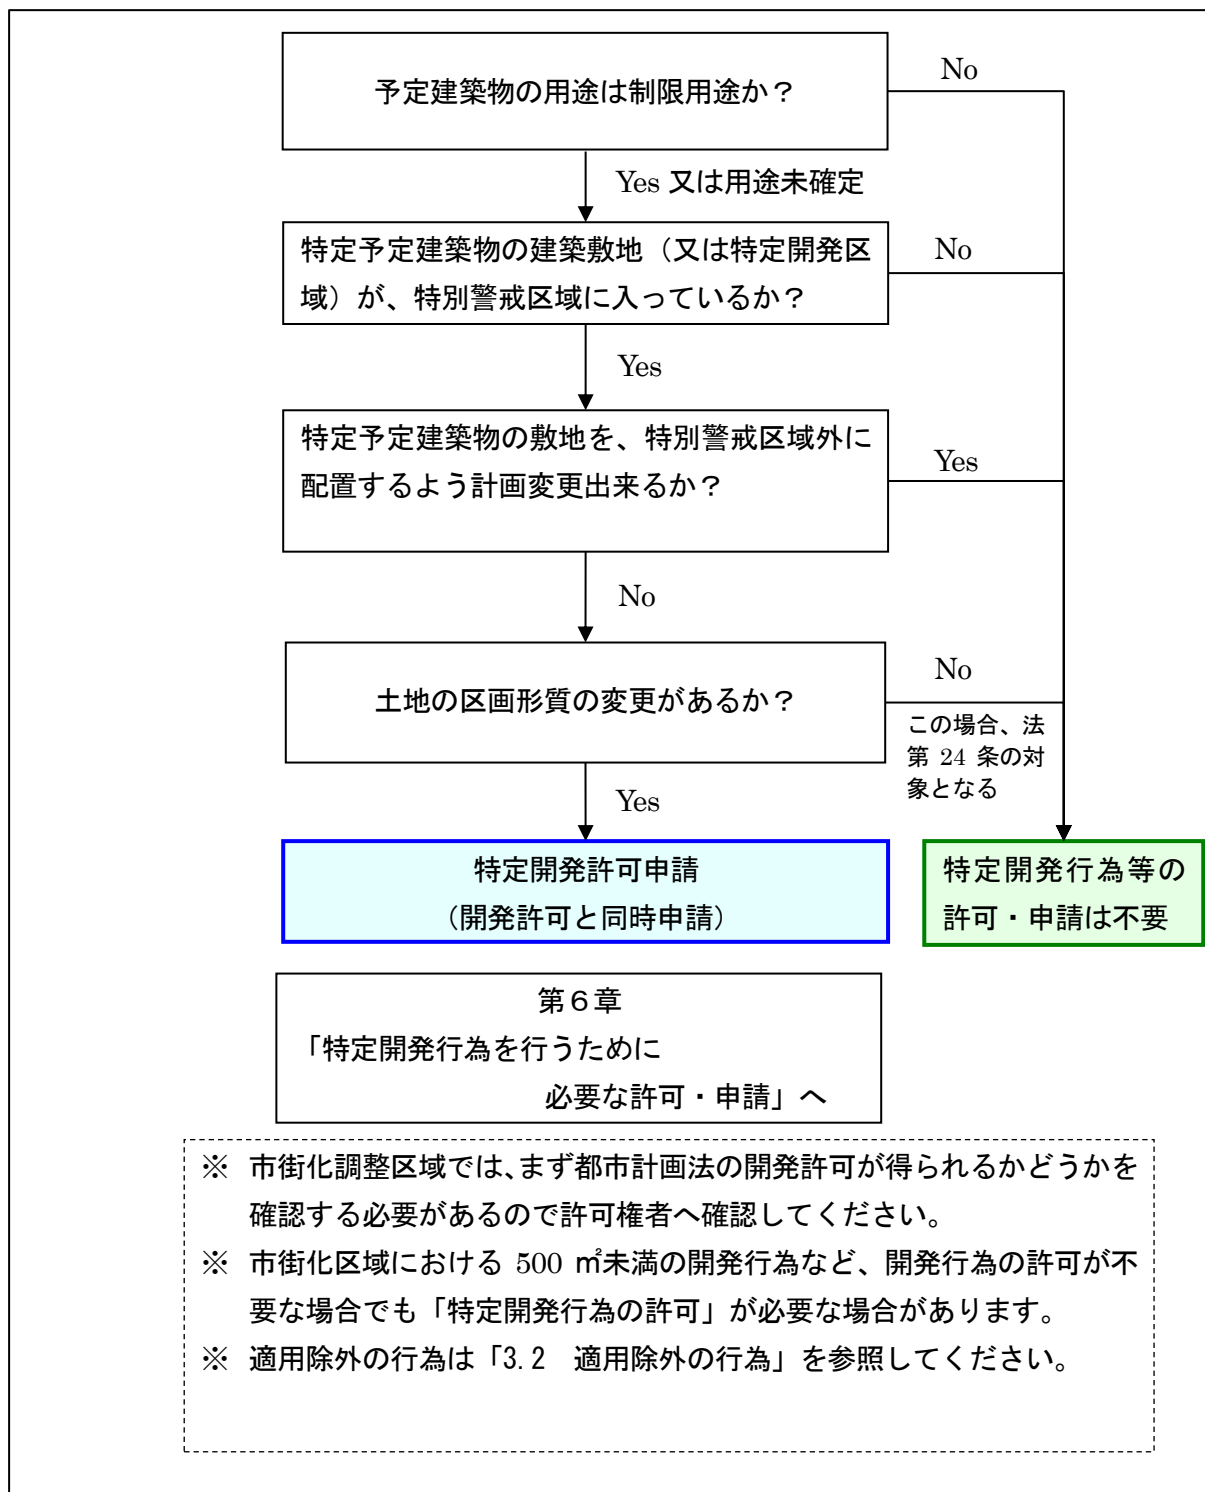 予定建築物の用途は制限用途か？
No
Yes 又は用途未確定
特定予定建築物の建築敷地（又は特定開発区
域）が、特別警戒区域に入っているか？
No
Yes
特定予定建築物の敷地を、特別警戒区域外に
配置するよう計画変更出来るか？
Yes
No
土地の区画形質の変更があるか？
No
この場合、法
第 24 条の対
象となる
Yes
特定開発許可申請
（開発許可と同時申請）
特定開発行為等の
許可・申請は不要
第６章
「特定開発行為を行うために
必要な許可・申請」へ
※ 市街化調整区域では、まず都市計画法の開発許可が得られるかどうかを
確認する必要があるので許可権者へ確認してください。
※ 市街化区域における 500 ㎡未満の開発行為など、開発行為の許可が不
要な場合でも「特定開発行為の許可」が必要な場合があります。
※ 適用除外の行為は「3.2　適用除外の行為」を参照してください。